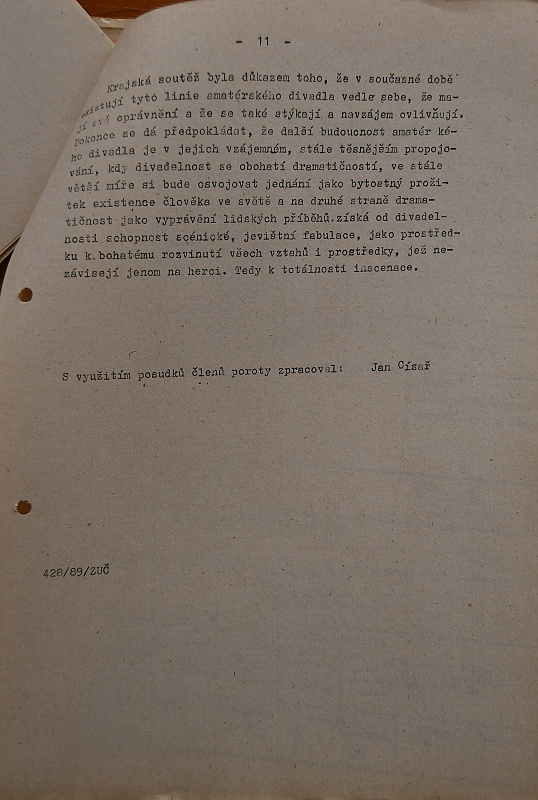 - 11 -
Krajská soutěž byla důkazem toho, že v současné době
existují tyto linie amatérského divadla vedle sebe, že ma-
jí svá oprávnění a že se také stýkají a navzájem ovlivňují.
Dokonce se dá předpokládat, že další budoucnost amatér ké-
ho divadla je v jejich vzájemném, stále těsnějším propojo-
vání, kdy divadelnost se obohatí dramatičností, ve stále
větší míře si bude osvojovat jednání jako bytostný proži-
tek existence člověka ve světě a na druhé straně drama-
tičnost jako vyprávění lidských příběhů.získá od divadel-
nosti schopnost scénické, jevištní fabulace, jako prostřed-
ku k.bohatému rozvinutí všech vztahů i prostředky, jež ne-
závisejí jenom na herci. Tedy k totálnosti inscenace.
S využitím posudků členů poroty zpracoval: Jan Císař
428/89/ZUČ